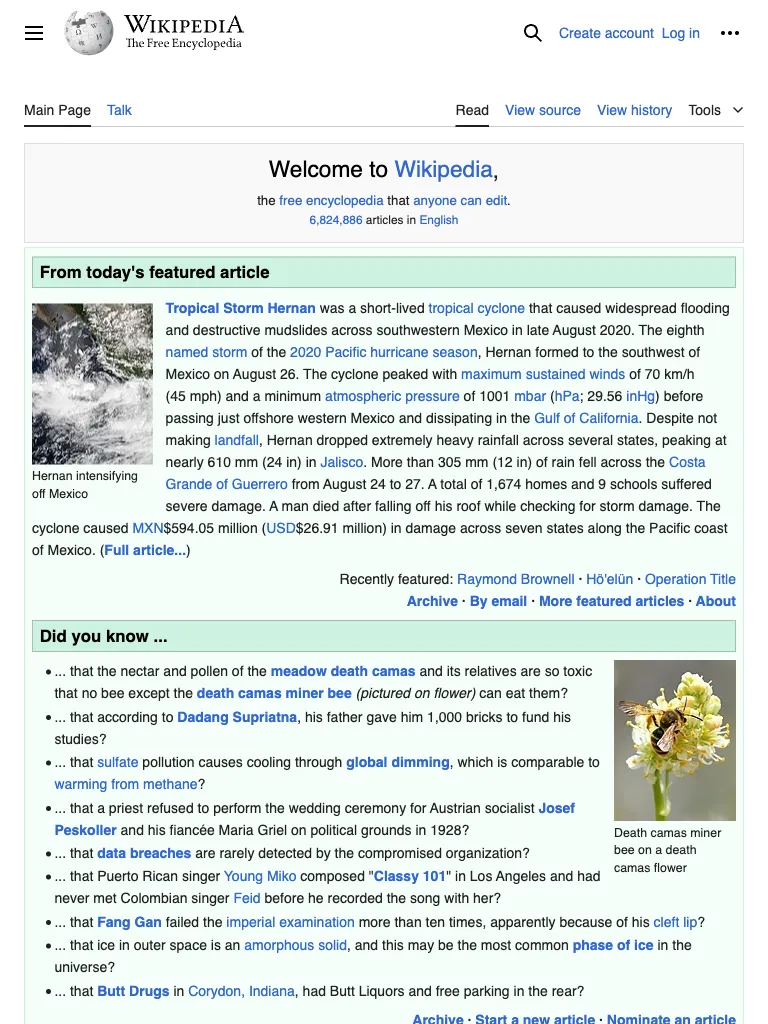 WIKIPEDIA
The Free Encyclopedia
Create account Log in
Main Page Talk
Read View source View history Tools
Welcome to Wikipedia,
the free encyclopedia that anyone can edit.
6,824,886 articles in English
From today's featured article
Hernan intensifying
off Mexico
Tropical Storm Hernan was a short-lived tropical cyclone that caused widespread flooding
and destructive mudslides across southwestern Mexico in late August 2020. The eighth
named storm of the 2020 Pacific hurricane season, Hernan formed to the southwest of
Mexico on August 26. The cyclone peaked with maximum sustained winds of 70 km/h
(45 mph) and a minimum atmospheric pressure of 1001 mbar (hPa; 29.56 inHg) before
passing just offshore western Mexico and dissipating in the Gulf of California. Despite not
making landfall, Hernan dropped extremely heavy rainfall across several states, peaking at
nearly 610 mm (24 in) in Jalisco. More than 305 mm (12 in) of rain fell across the Costa
Grande of Guerrero from August 24 to 27. A total of 1,674 homes and 9 schools suffered
severe damage. A man died after falling off his roof while checking for storm damage. The
cyclone caused MXN$594.05 million (USD$26.91 million) in damage across seven states along the Pacific coast
of Mexico. (Full article...)
Recently featured: Raymond Brownell · Hö'elün · Operation Title
Archive · By email · More featured articles · About
Did you know ...
... that the nectar and pollen of the meadow death camas and its relatives are so toxic
that no bee except the death camas miner bee (pictured on flower) can eat them?
... that according to Dadang Supriatna, his father gave him 1,000 bricks to fund his
studies?
... that sulfate pollution causes cooling through global dimming, which is comparable to
warming from methane?
... that a priest refused to perform the wedding ceremony for Austrian socialist Josef
Peskoller and his fiancée Maria Griel on political grounds in 1928?
... that data breaches are rarely detected by the compromised organization?
... that Puerto Rican singer Young Miko composed "Classy 101" in Los Angeles and had
never met Colombian singer Feid before he recorded the song with her?
... that Fang Gan failed the imperial examination more than ten times, apparently because of his cleft lip?
... that ice in outer space is an amorphous solid, and this may be the most common phase of ice in the
universe?
... that Butt Drugs in Corydon, Indiana, had Butt Liquors and free parking in the rear?
Death camas miner
bee on a death
camas flower
Archive · Start a new article · Nominate an article